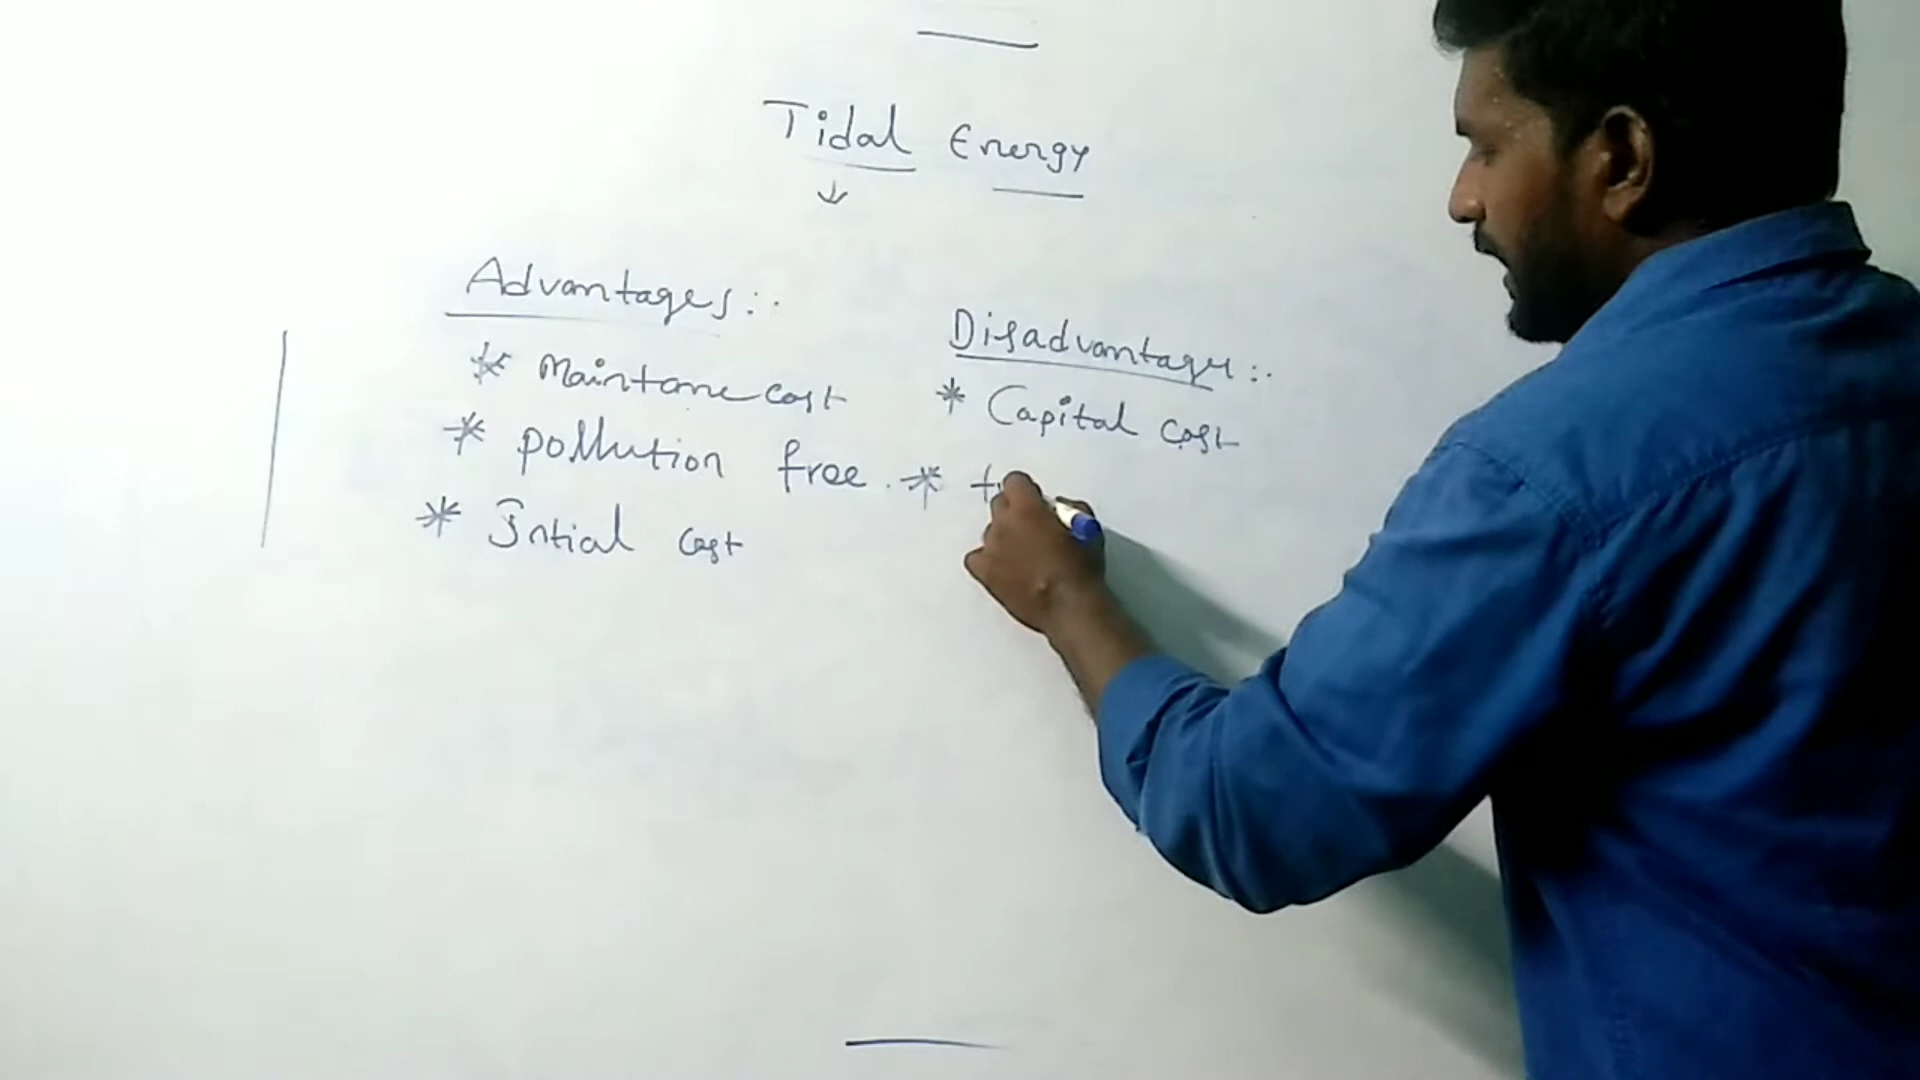 Tidal Energy
Advantages:.
* Maintance cost
* pollution free.
* Intial cost
Disadvantages:.
* Capital cost
*